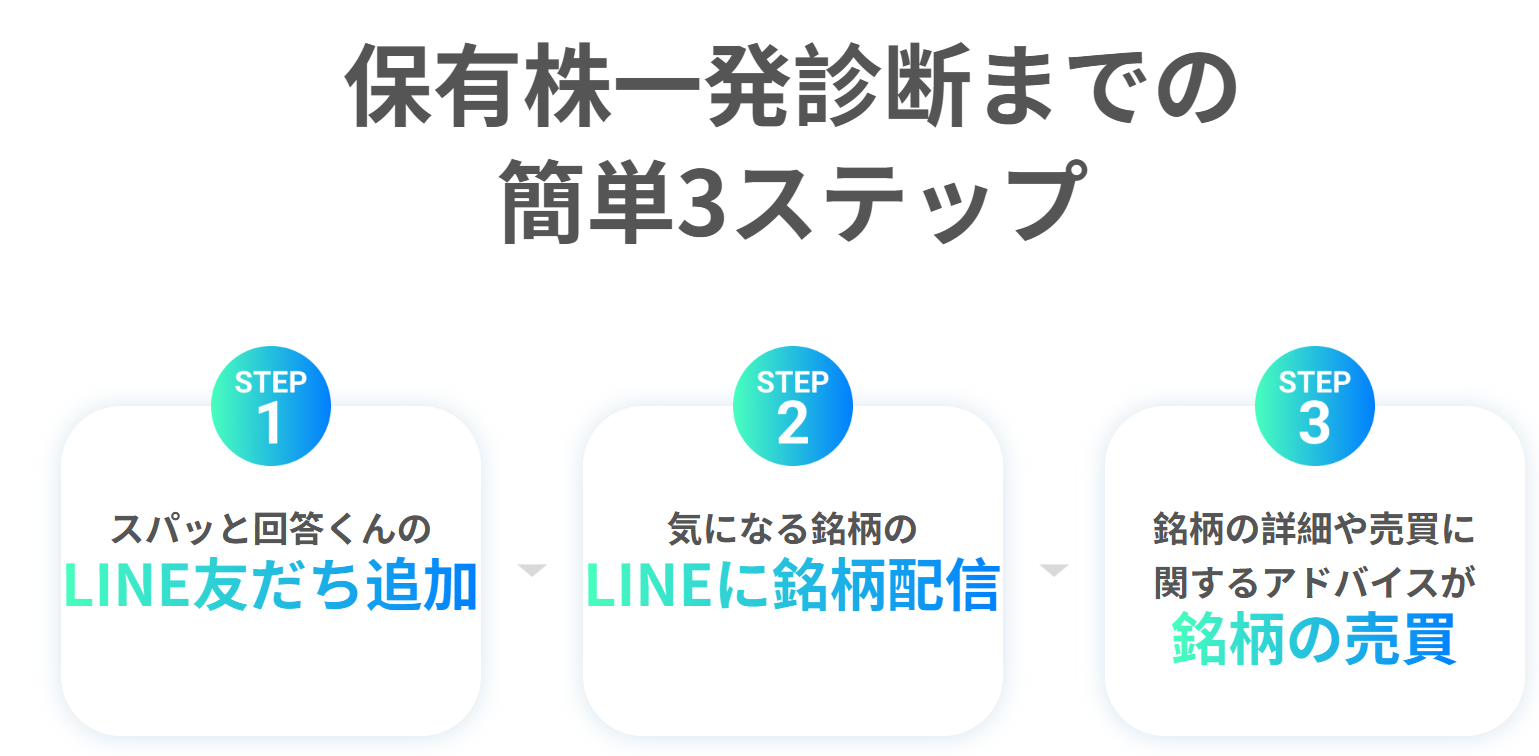 保有株一発診断までの
簡単3ステップ
STEP
1
スパッと回答くんの
LINE友だち追加
STEP
2
気になる銘柄の
LINEに銘柄配信
STEP
3
銘柄の詳細や売買に
関するアドバイスが
銘柄の売買